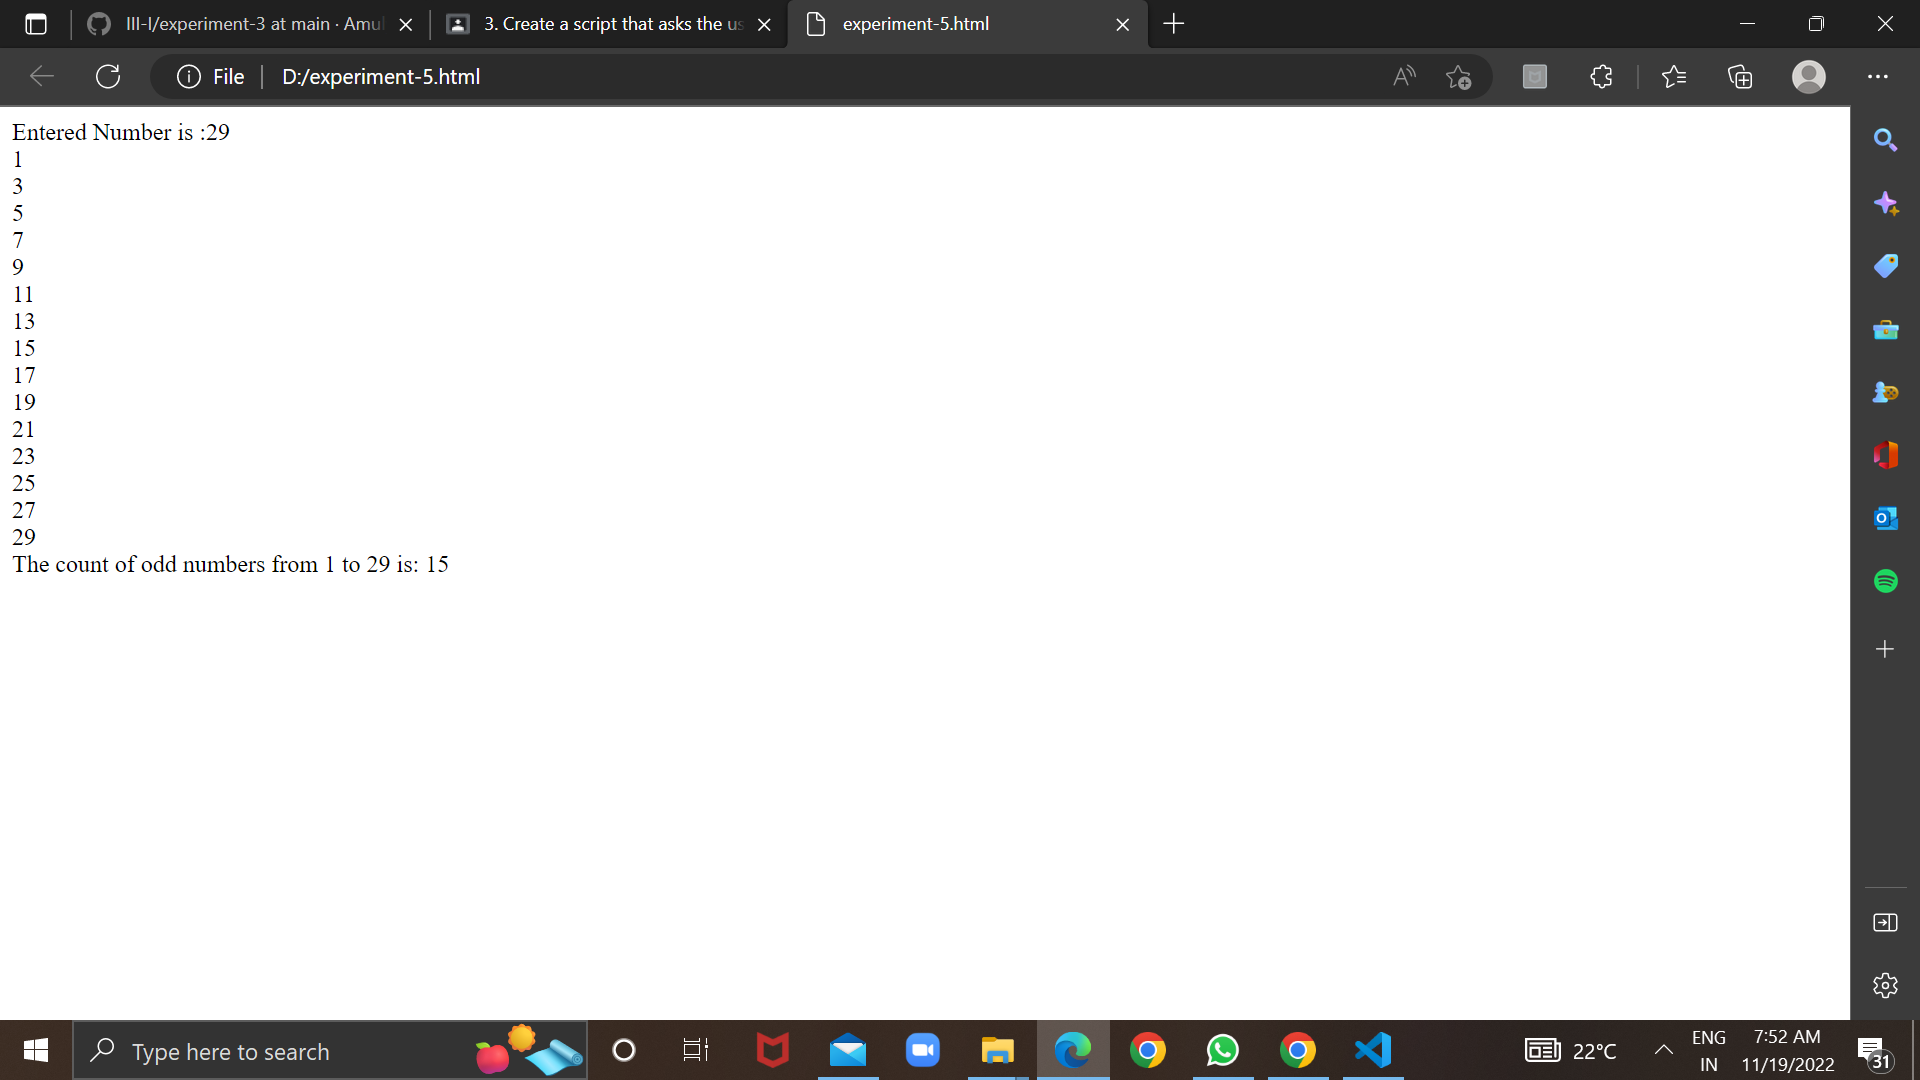 III-I/experiment-3 at main · Amul
3. Create a script that asks the us
experiment-5.html
File
D:/experiment-5.html
Entered Number is :29
1
3
5
7
9
11
13
15
17
19
21
23
25
27
29
The count of odd numbers from 1 to 29 is: 15
Type here to search
22°C
ENG
IN
7:52 AM
11/19/2022
31